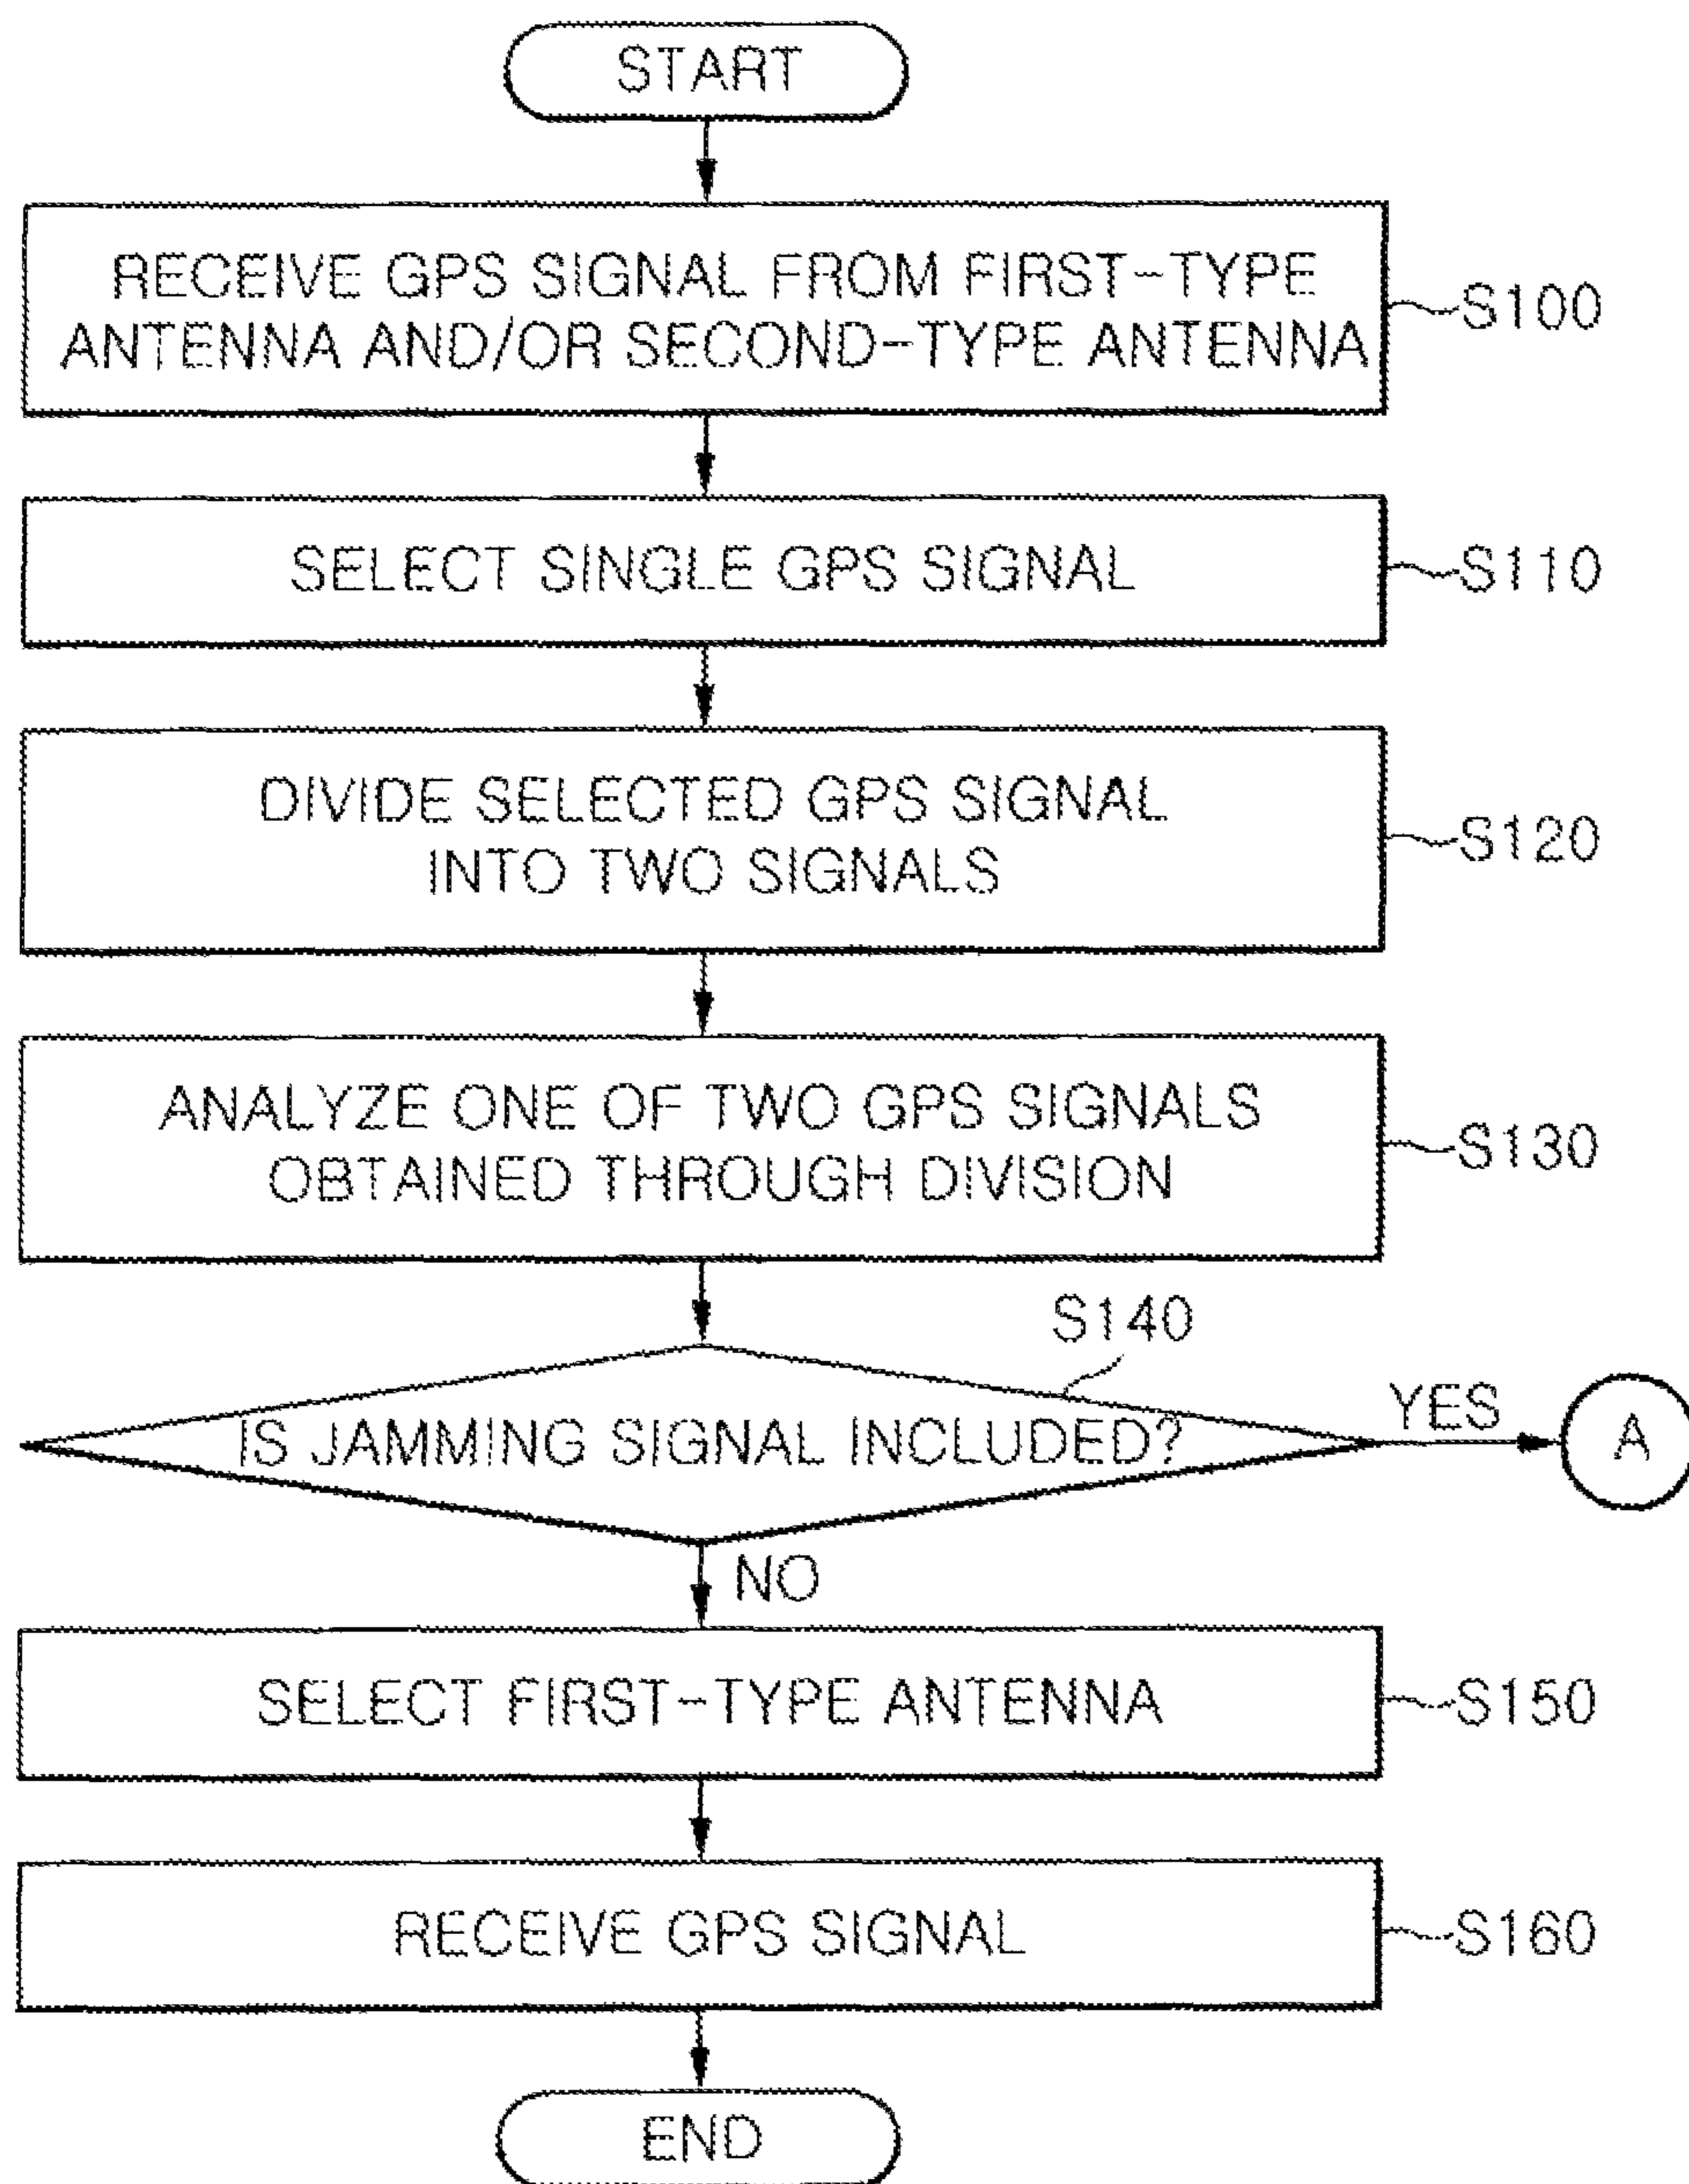 START
RECEIVE GPS SIGNAL FROM FIRST-TYPE
ANTENNA AND/OR SECOND-TYPE ANTENNA
S100
SELECT SINGLE GPS SIGNAL
S110
DIVIDE SELECTED GPS SIGNAL
INTO TWO SIGNALS
S120
ANALYZE ONE OF TWO GPS SIGNALS
OBTAINED THROUGH DIVISION
S130
S140
IS JAMMING SIGNAL INCLUDED?
YES
A
NO
SELECT FIRST-TYPE ANTENNA
S150
RECEIVE GPS SIGNAL
S160
END